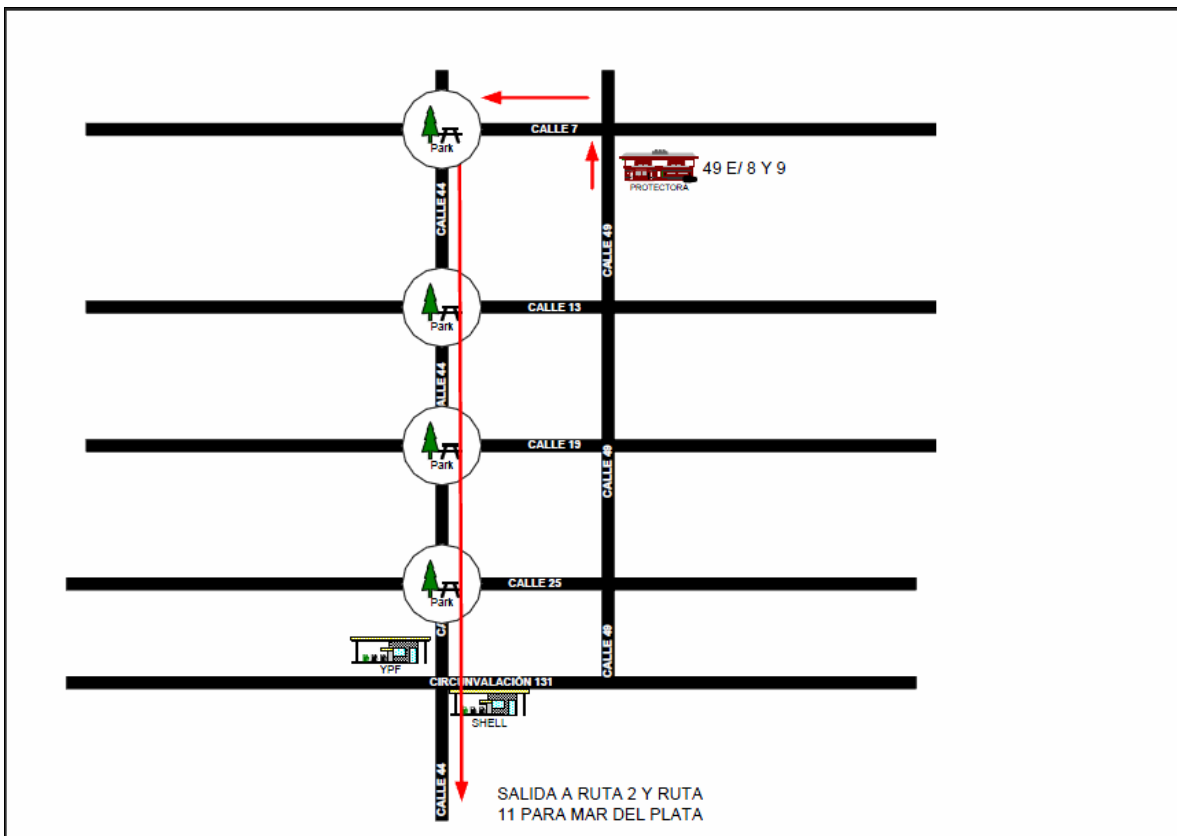 Park
CALLE 7
49 E/ 8 Y 9
PROTECTORA
CALLE 44
CALLE 49
Park
CALLE 13
ALLE 44
Park
CALLE 19
CALLE 49
Park
CALLE 25
CA
CALLE 49
YPF
CIRCUNVALACIÓN 131
SHELL
CALLE 44
SALIDA A RUTA 2 Y RUTA
11 PARA MAR DEL PLATA